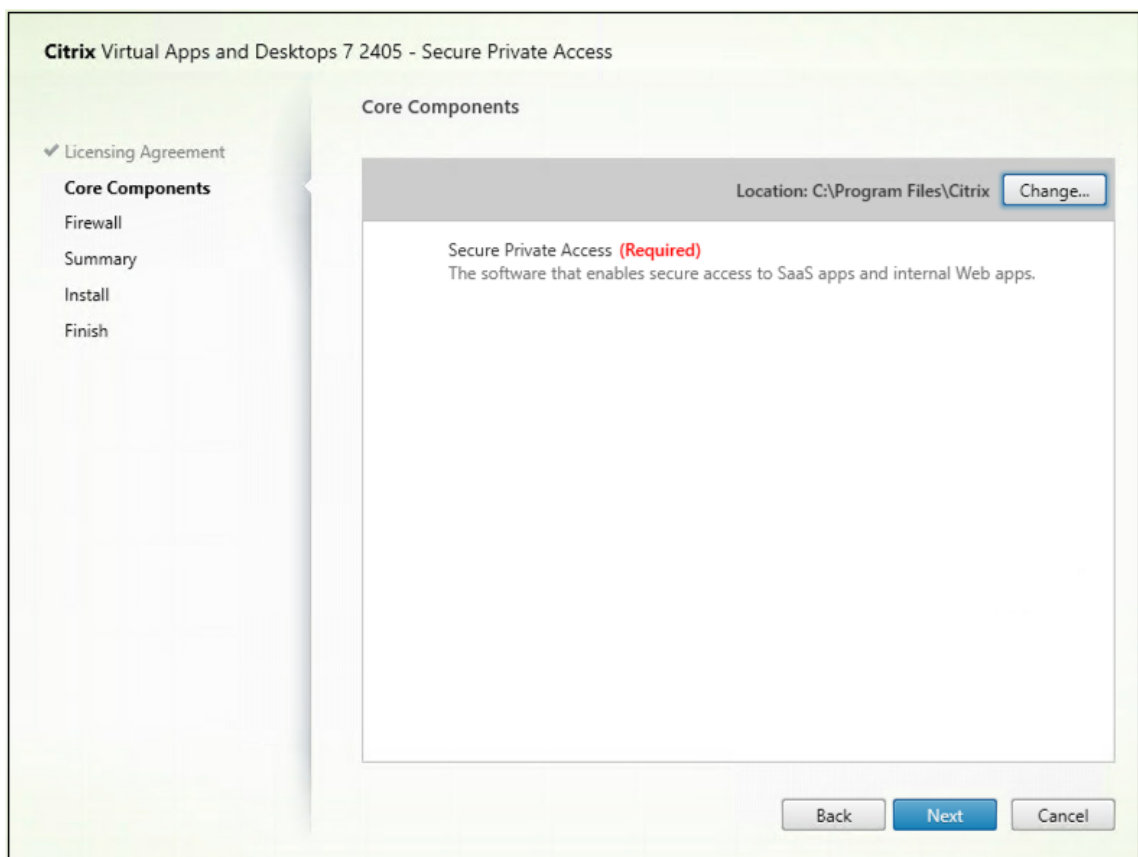 Citrix Virtual Apps and Desktops 7 2405 - Secure Private Access
Core Components
Licensing Agreement
Core Components
Firewall
Summary
Install
Finish
Location: C:\Program Files\Citrix
Change...
Secure Private Access (Required)
The software that enables secure access to SaaS apps and internal Web apps.
Back
Next
Cancel